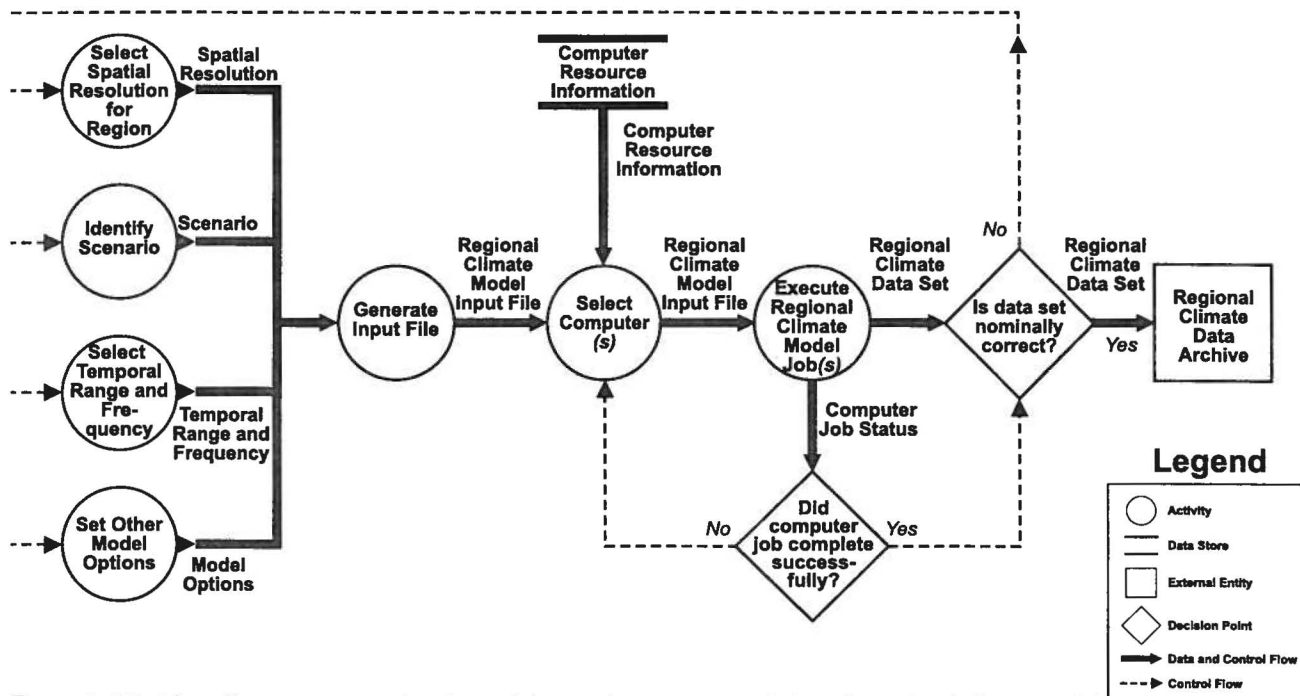 Select
Spatial
Resolution
for
Region
Spatial
Resolution
Computer
Resource
Information
Computer
Resource
Information
Identify
Scenario
Scenario
Generate
Input File
Regional
Climate
Model
Input File
Select
Computer
(s)
Regional
Climate
Model
Input File
Execute
Regional
Climate
Model
Job(s)
Regional
Climate
Data Set
No
Is data set
nominally
correct?
Regional
Climate
Data Set
Yes
Regional
Climate
Data
Archive
Select
Temporal
Range and
Fre-
quency
Temporal
Range and
Frequency
Computer
Job Status
Set Other
Model
Options
Model
Options
No
Did
computer
job complete
success-
fully?
Yes
Legend
Activity
Data Store
External Entity
Decision Point
Data and Control Flow
Control Flow